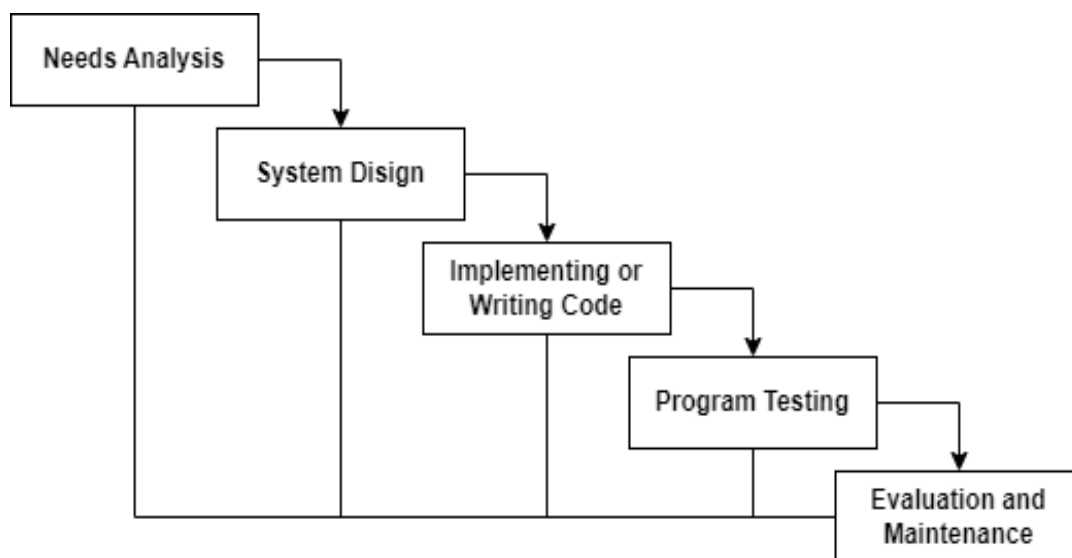 Needs Analysis
System Disign
Implementing or
Writing Code
Program Testing
Evaluation and
Maintenance